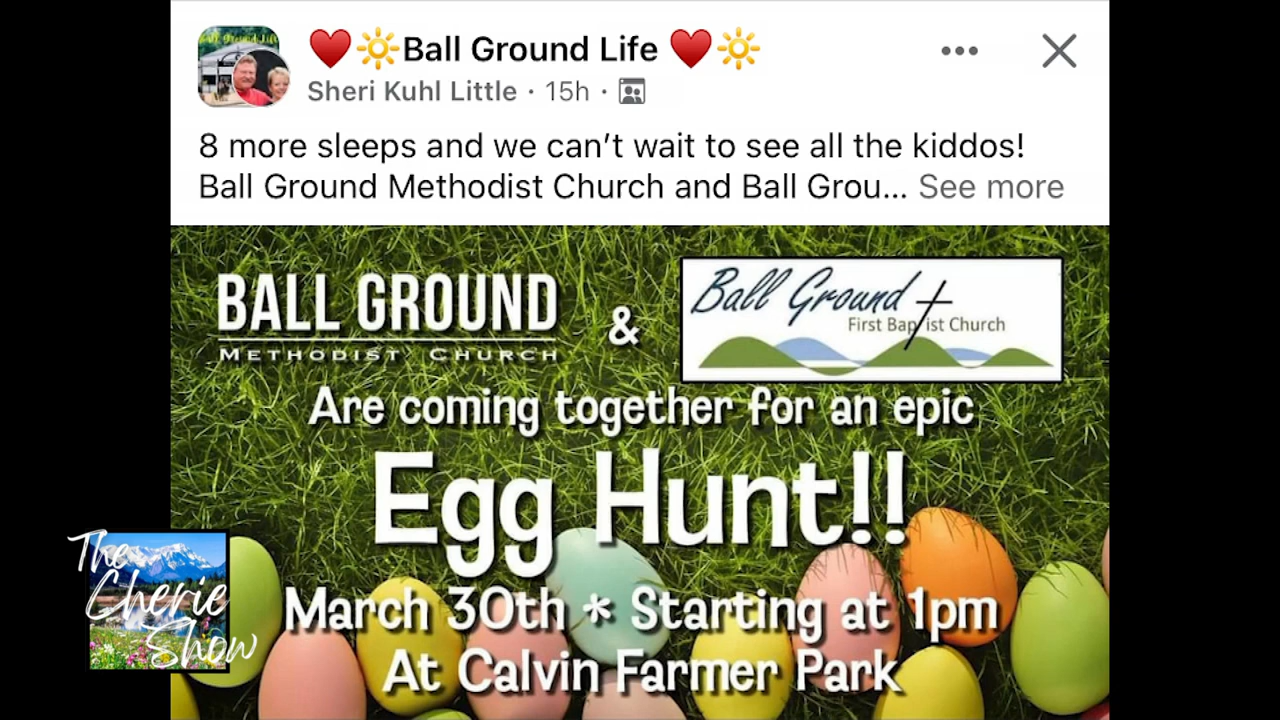 ❤️☀️Ball Ground Life ❤️☀️
Sheri Kuhl Little · 15h ·
8 more sleeps and we can’t wait to see all the kiddos!
Ball Ground Methodist Church and Ball Grou... See more
BALL GROUND
METHODIST CHURCH
&
Ball Ground
First Baptist Church
Are coming together for an epic
Egg Hunt!!
March 30th * Starting at 1pm
At Calvin Farmer Park
The
Cherie
Show